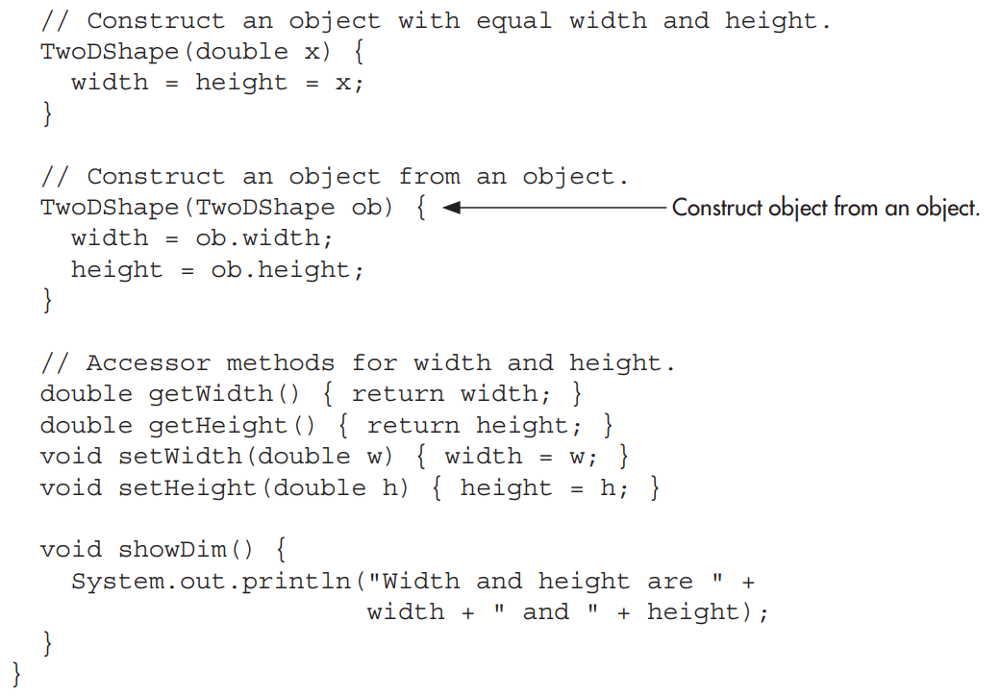 // Construct an object with equal width and height.
TwoDShape(double x) {
width = height = x;
}
// Construct an object from an object.
TwoDShape(TwoDShape ob) { Construct object from an object.
width = ob.width;
height = ob.height;
}
// Accessor methods for width and height.
double getWidth() { return width; }
double getHeight() { return height; }
void setWidth(double w) { width = w; }
void setHeight(double h) { height = h; }
void showDim() {
System.out.println("Width and height are " +
width + " and " + height);
}
}